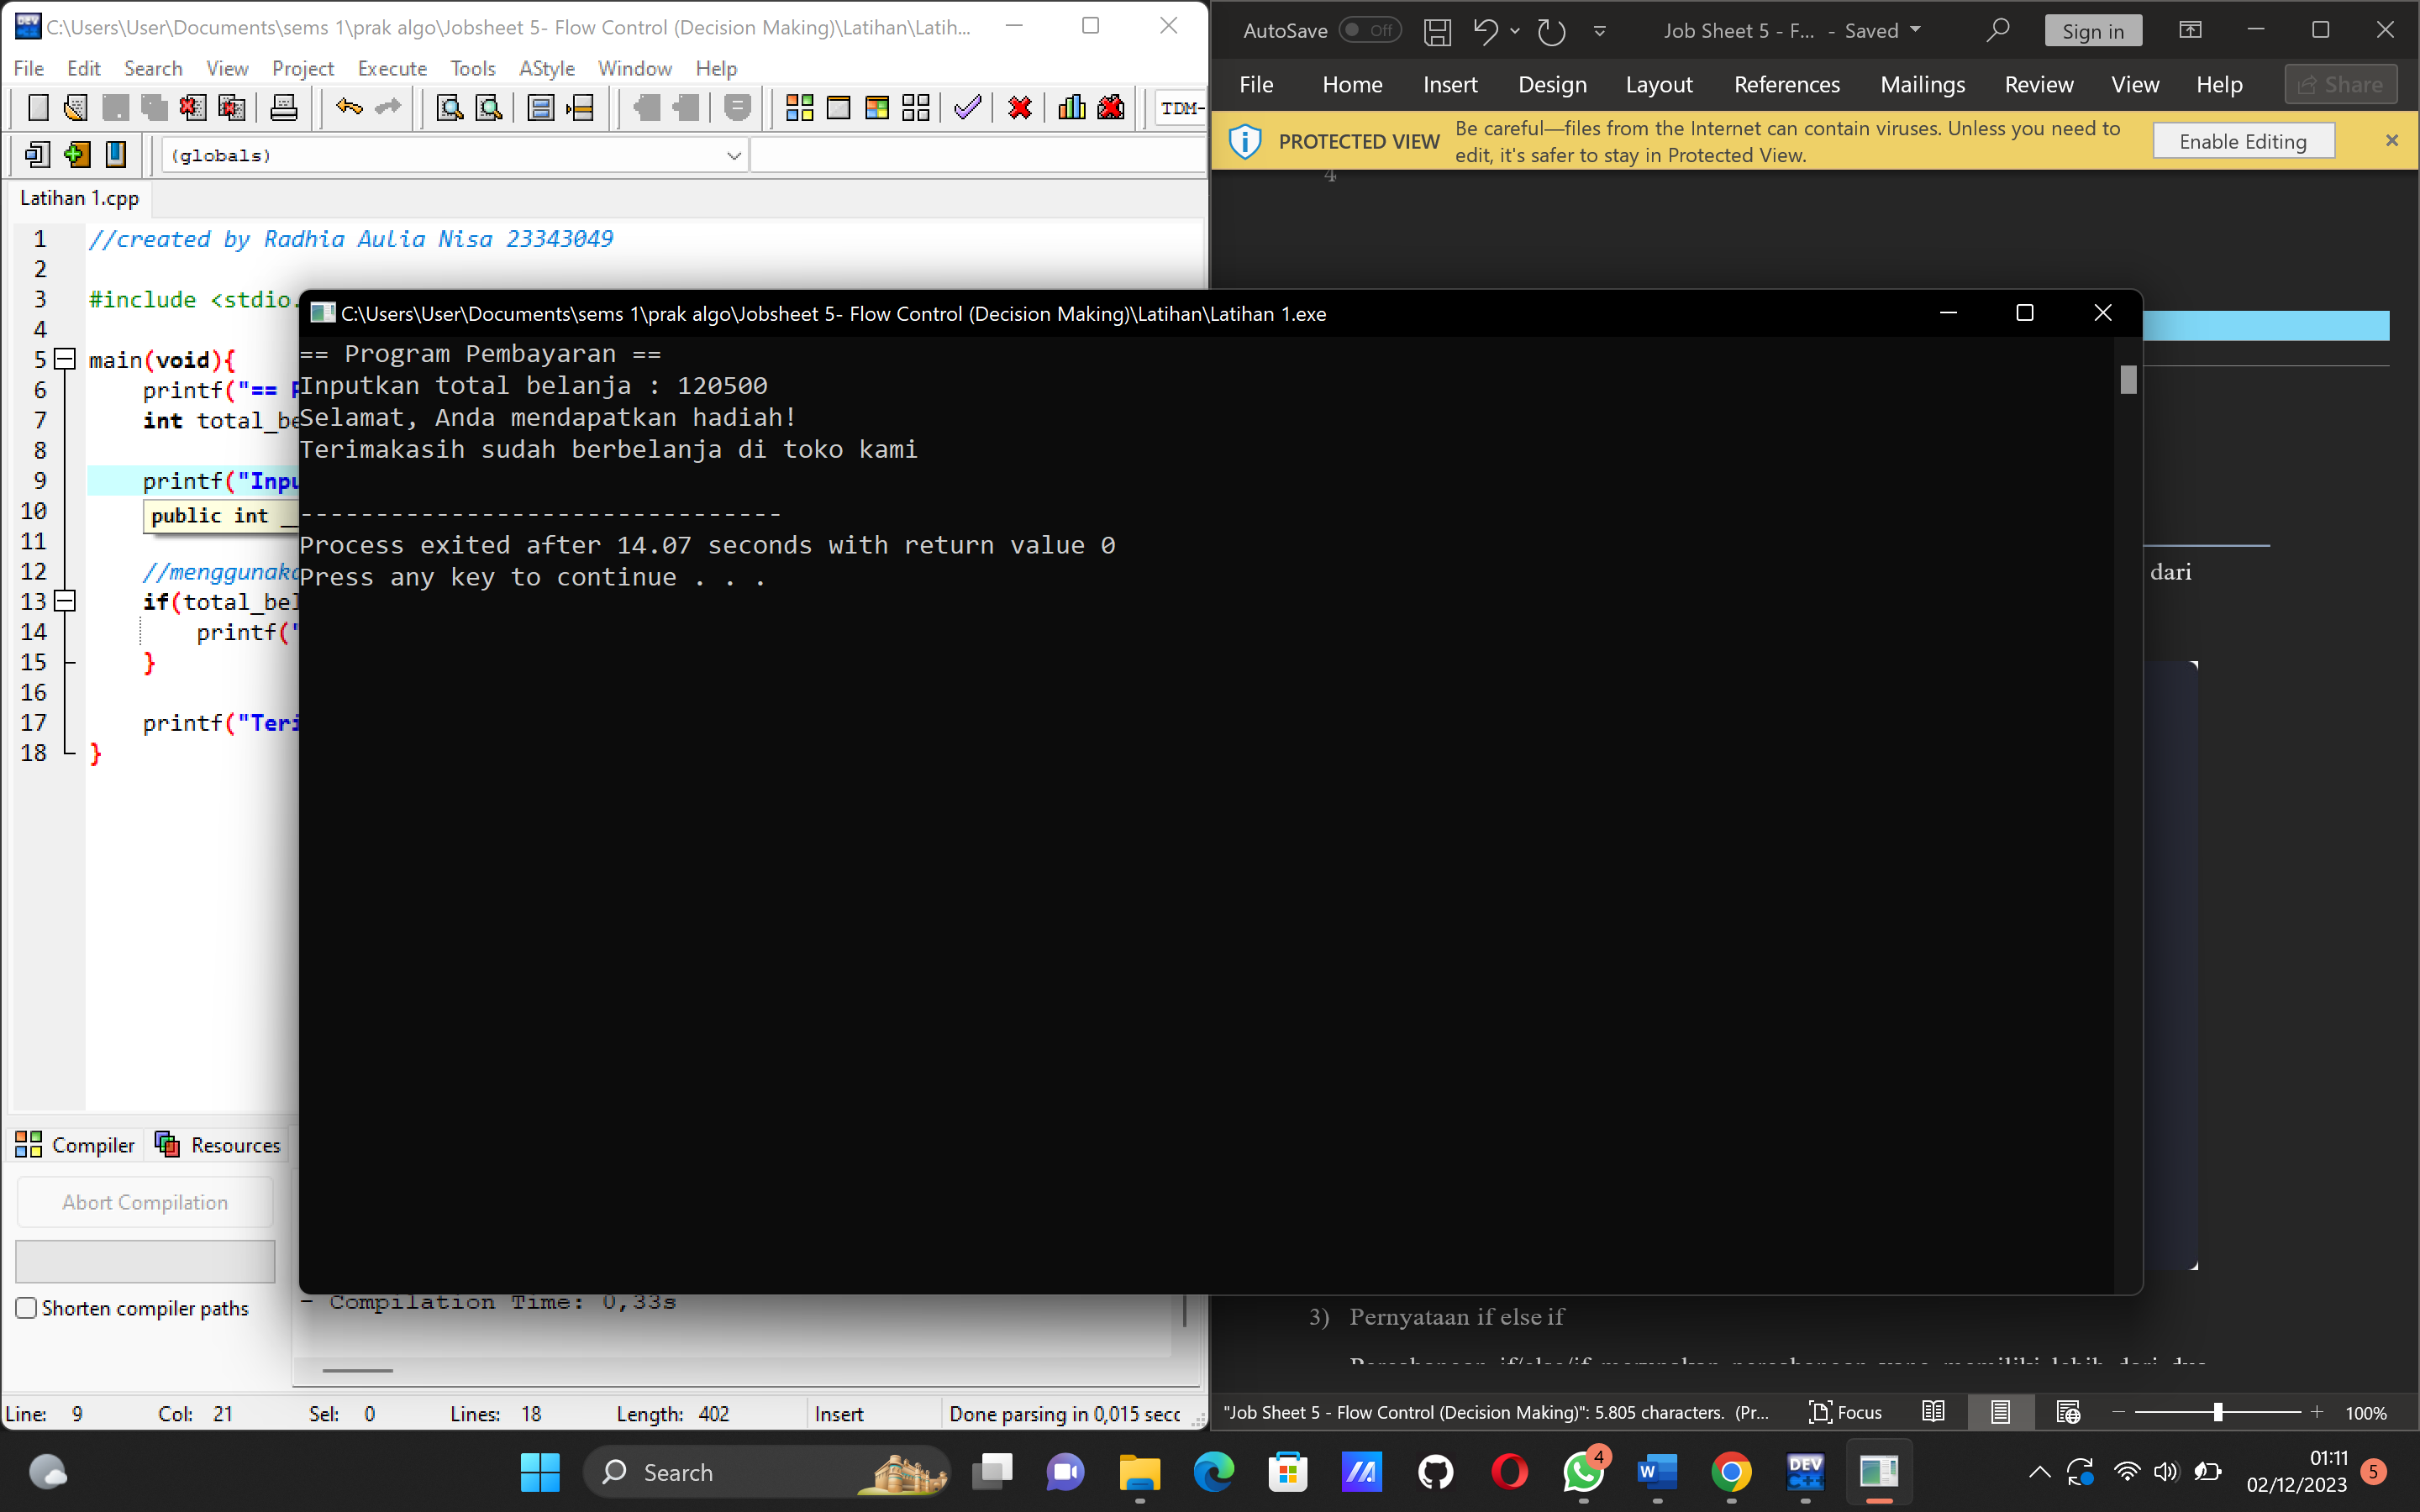 C:\Users\User\Documents\sems 1\prak algo\Jobsheet 5- Flow Control (Decision Making)\Latihan\Latih...
File Edit Search View Project Execute Tools AStyle Window Help
TDM-
(globals)
Latihan 1.cpp
1 //created by Radhia Aulia Nisa 23343049
2
3 #include <stdio.
4
5 main(void){
6 printf("== P
7 int total_be
8
9 printf("Inpu
10 public int __
11
12 //menggunaka
13 if(total_bel
14 printf("
15 }
16
17 printf("Teri
18 }
Compiler Resources
Abort Compilation
Shorten compiler paths
- Compilation Time: 0,33s
Line: 9 Col: 21 Sel: 0 Lines: 18 Length: 402 Insert Done parsing in 0,015 secc
C:\Users\User\Documents\sems 1\prak algo\Jobsheet 5- Flow Control (Decision Making)\Latihan\Latihan 1.exe
== Program Pembayaran ==
Inputkan total belanja : 120500
Selamat, Anda mendapatkan hadiah!
Terimakasih sudah berbelanja di toko kami
--------------------------------
Process exited after 14.07 seconds with return value 0
Press any key to continue . . .
AutoSave Off Job Sheet 5 - F... - Saved Sign in
File Home Insert Design Layout References Mailings Review View Help Share
PROTECTED VIEW Be careful—files from the Internet can contain viruses. Unless you need to
edit, it's safer to stay in Protected View. Enable Editing
4
dari
3) Pernyataan if else if
"Job Sheet 5 - Flow Control (Decision Making)": 5.805 characters. (Pr... Focus 100%
Search
DEV C++
4
01:11
02/12/2023
5